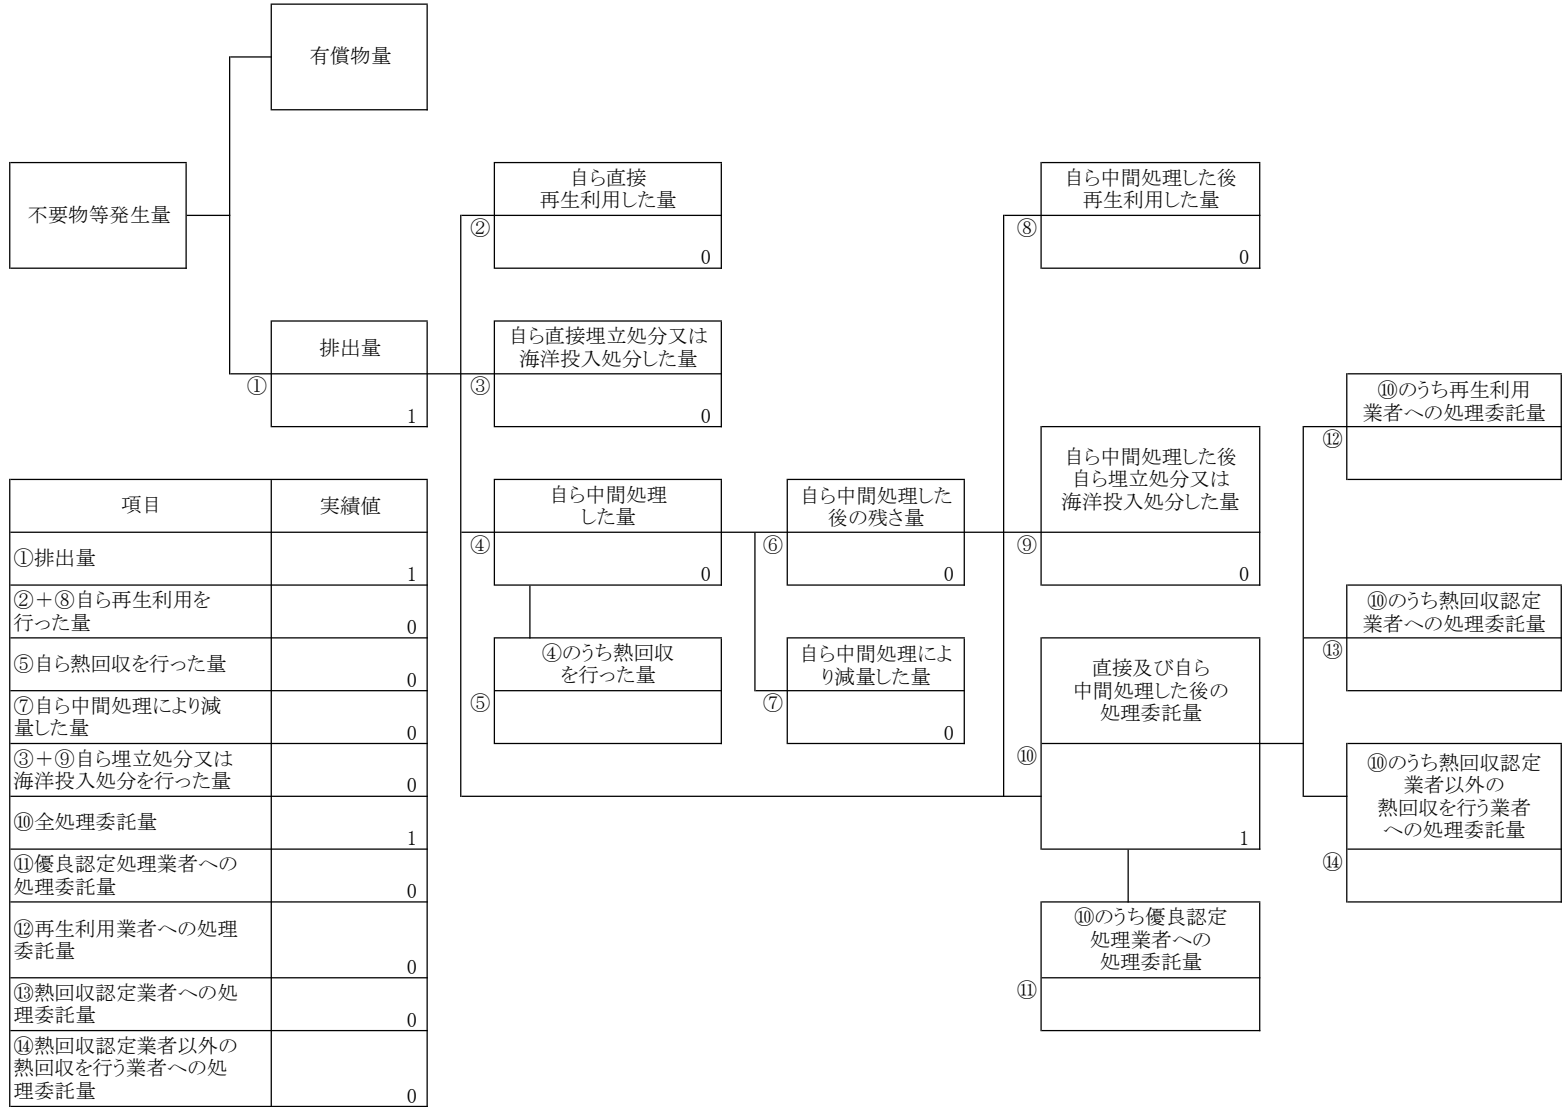 有償物量
不要物等発生量
自ら直接
再生利用した量
②
0
自ら中間処理した後
再生利用した量
⑧
0
排出量
①
1
自ら直接埋立処分又は
海洋投入処分した量
③
0
⑩のうち再生利用
業者への処理委託量
⑫
自ら中間処理した後
自ら埋立処分又は
海洋投入処分した量
⑨
0
自ら中間処理
した量
④
0
自ら中間処理した
後の残さ量
⑥
0
④のうち熱回収
を行った量
⑤
自ら中間処理によ
り減量した量
⑦
0
直接及び自ら
中間処理した後の
処理委託量
⑩
1
⑩のうち熱回収認定
業者への処理委託量
⑬
⑩のうち熱回収認定
業者以外の
熱回収を行う業者
への処理委託量
⑭
⑩のうち優良認定
処理業者への
処理委託量
⑪
項目 実績値
①排出量
1
②+⑧自ら再生利用を
行った量
0
⑤自ら熱回収を行った量
0
⑦自ら中間処理により減
量した量
0
③+⑨自ら埋立処分又は
海洋投入処分を行った量
0
⑩全処理委託量
1
⑪優良認定処理業者への
処理委託量
0
⑫再生利用業者への処理
委託量
0
⑬熱回収認定業者への処
理委託量
0
⑭熱回収認定業者以外の
熱回収を行う業者への処
理委託量
0